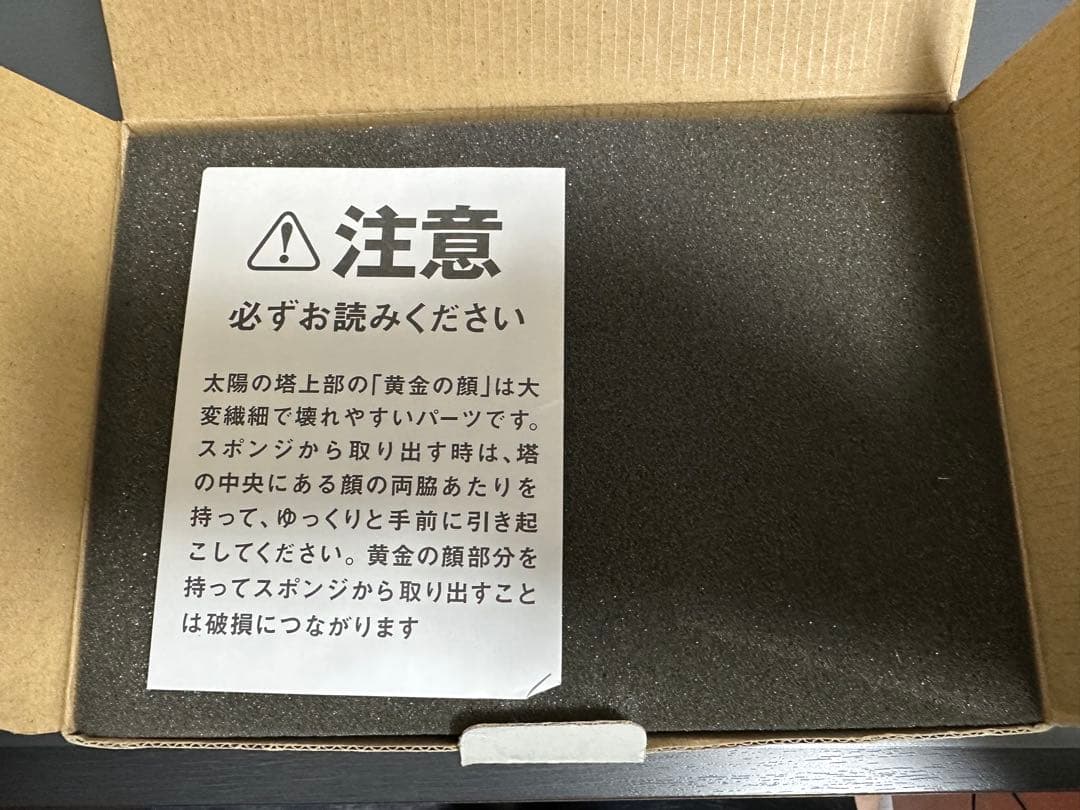 注意
必ずお読みください
太陽の塔上部の「黄金の顔」は大
変繊細で壊れやすいパーツです。
スポンジから取り出す時は、塔
の中央にある顔の両脇あたりを
持って、ゆっくりと手前に引き起
こしてください。黄金の顔部分を
持ってスポンジから取り出すこと
は破損につながります